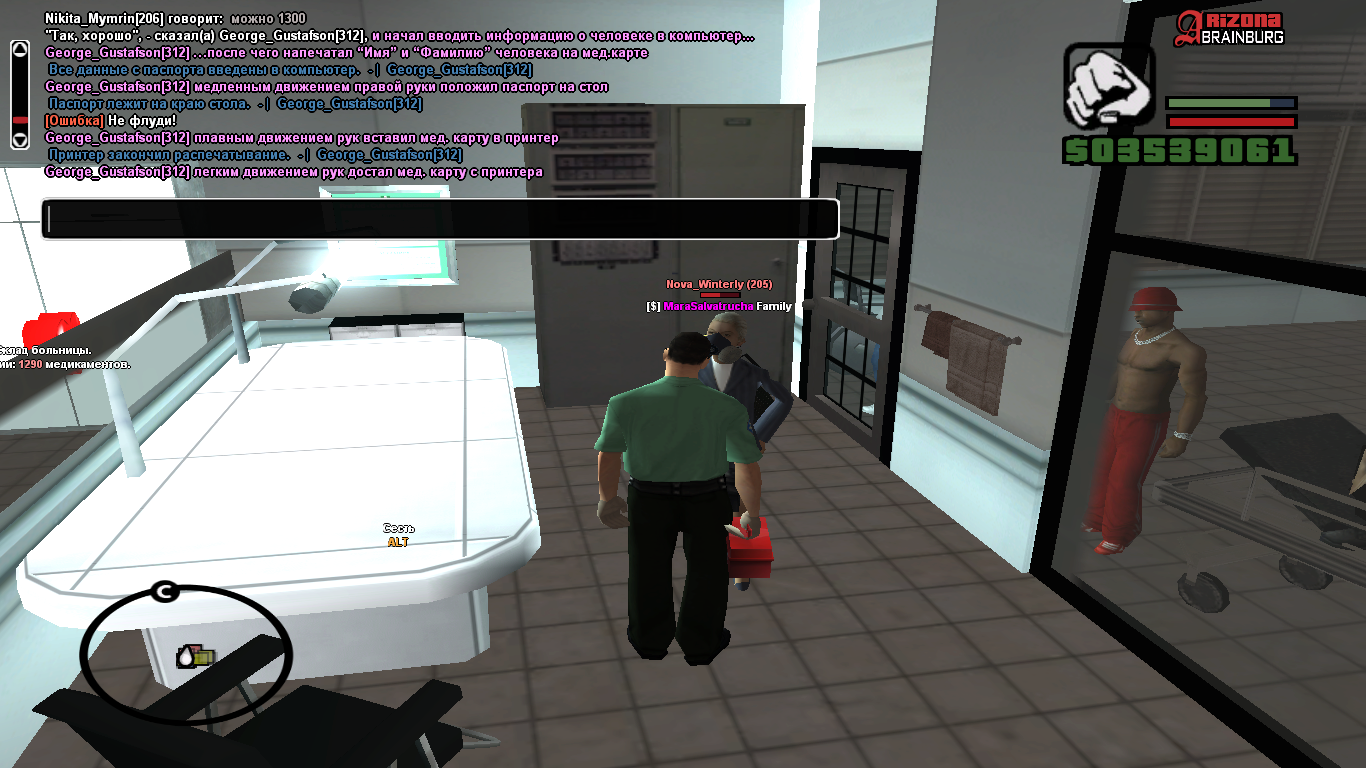 Nikita_Mymrin[206] говорит: можно 1300
"Так, хорошо", - сказал(а) George_Gustafson[312], и начал вводить информацию о человеке в компьютер...
George_Gustafson[312] ...после чего напечатал "Имя" и "Фамилию" человека на мед.карте
Все данные с паспорта введены в компьютер. - | George_Gustafson[312]
George_Gustafson[312] медленным движением правой руки положил паспорт на стол
Паспорт лежит на краю стола. - | George_Gustafson[312]
[Ошибка] Не флуди!
George_Gustafson[312] плавным движением рук вставил мед. карту в принтер
Принтер закончил распечатывание. - | George_Gustafson[312]
George_Gustafson[312] легким движением рук достал мед. карту с принтера
ARIZONA
BRAINBURG
$03539061
Nova_Winterly (205)
[$] MaraSalvatrucha Family
Склад больницы.
ии: 1290 медикаментов.
Сесть
ALT
С